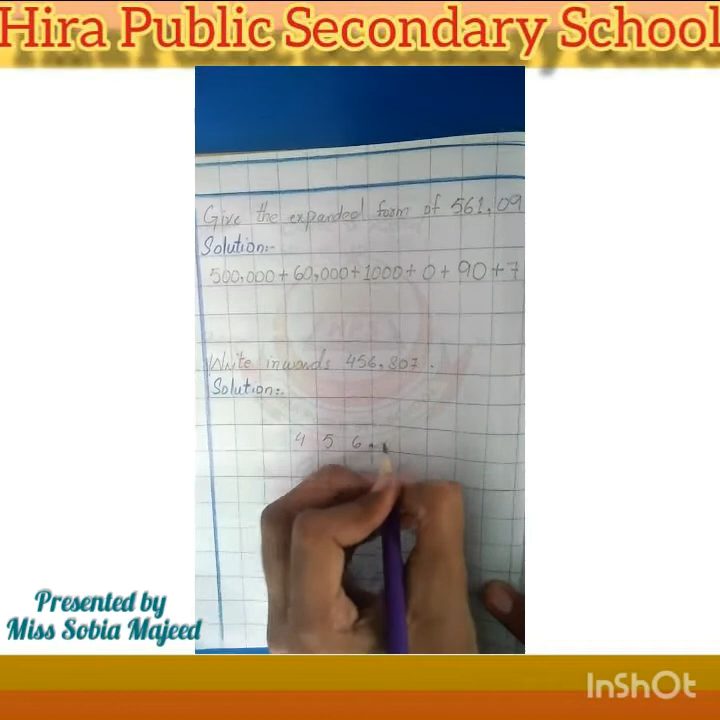 Hira Public Secondary School
Give the expanded form of 561,09
Solution:-
500,000 + 60,000 + 1000 + 0 + 90 + 7
Write in words 456,807.
Solution:-
4 5 6,
Presented by
Miss Sobia Majeed
InShOt